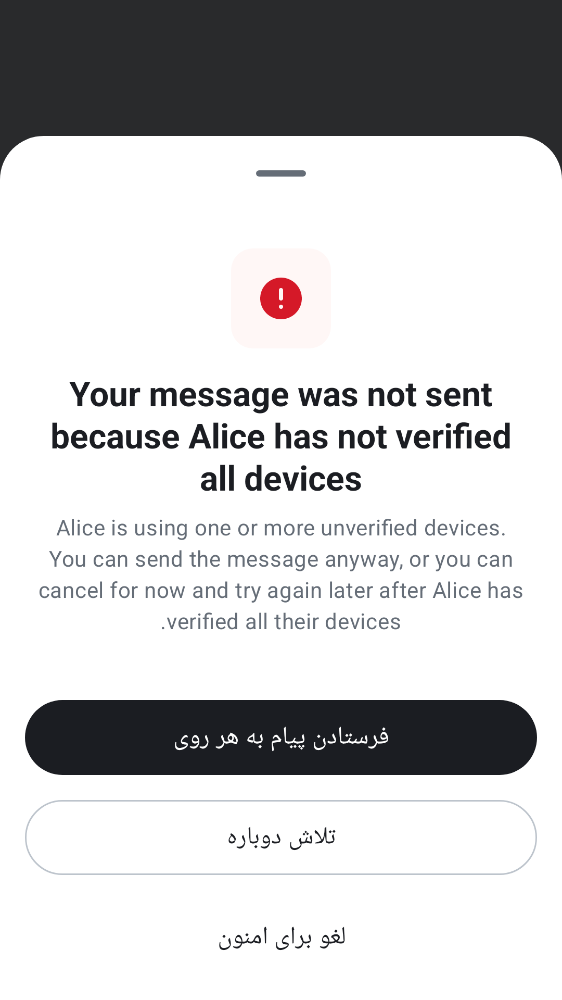 Your message was not sent
because Alice has not verified
all devices
Alice is using one or more unverified devices.
You can send the message anyway, or you can
cancel for now and try again later after Alice has
.verified all their devices
فرستادن پیام به هر روی
تلاش دوباره
لغو برای امنون